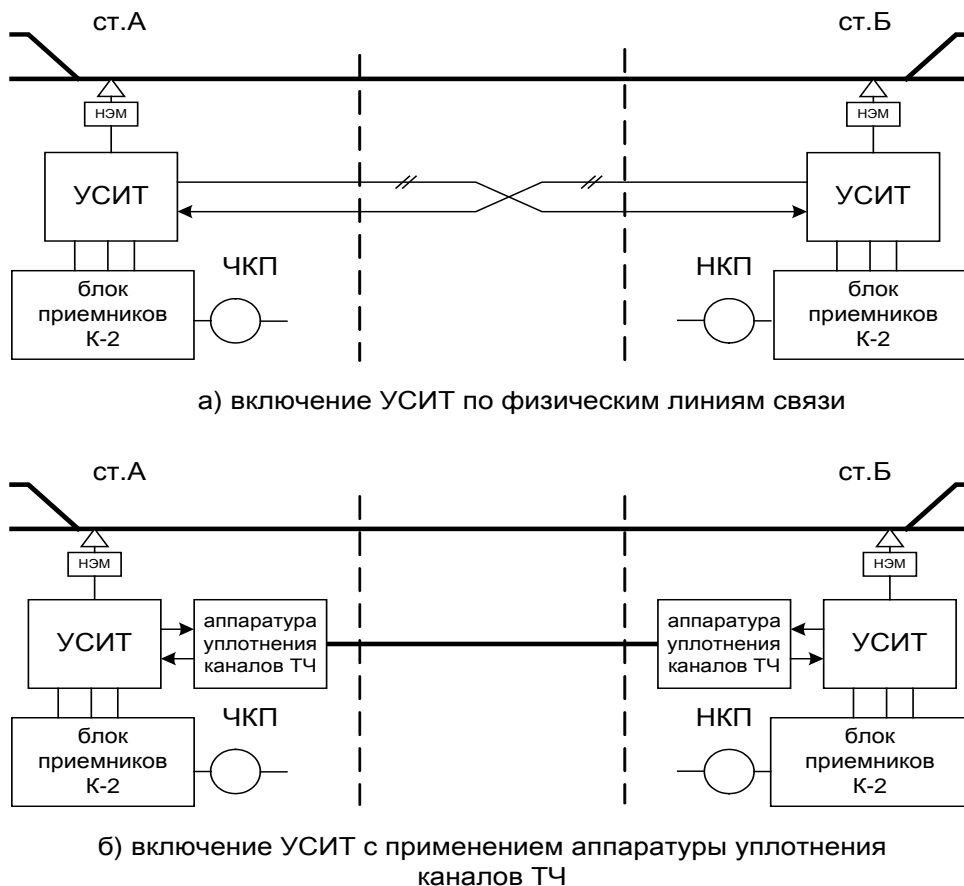 ст.А
ст.Б
НЭМ
НЭМ
УСИТ
УСИТ
ЧКП
НКП
блок
приемников
К-2
блок
приемников
К-2
а) включение УСИТ по физическим линиям связи
ст.А
ст.Б
НЭМ
НЭМ
УСИТ
аппаратура
уплотнения
каналов ТЧ
аппаратура
уплотнения
каналов ТЧ
УСИТ
ЧКП
НКП
блок
приемников
К-2
блок
приемников
К-2
б) включение УСИТ с применением аппаратуры уплотнения
каналов ТЧ